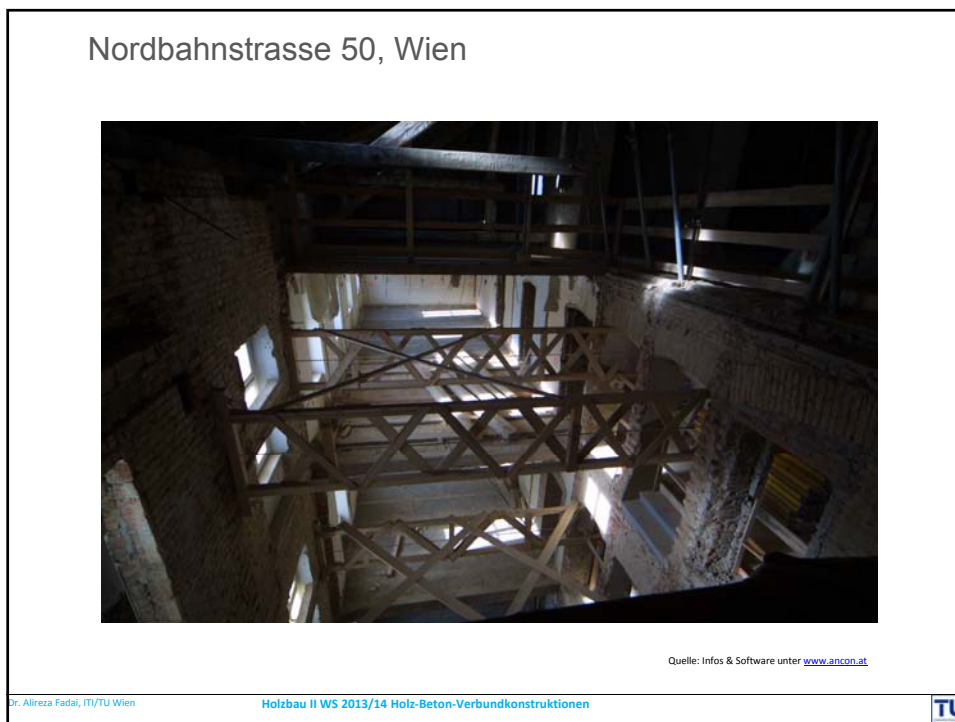 Nordbahnstrasse 50, Wien
Quelle: Infos & Software unter www.ancon.at
Dr. Alireza Fadai, ITI/TU Wien
Holzbau II WS 2013/14 Holz-Beton-Verbundkonstruktionen
TU